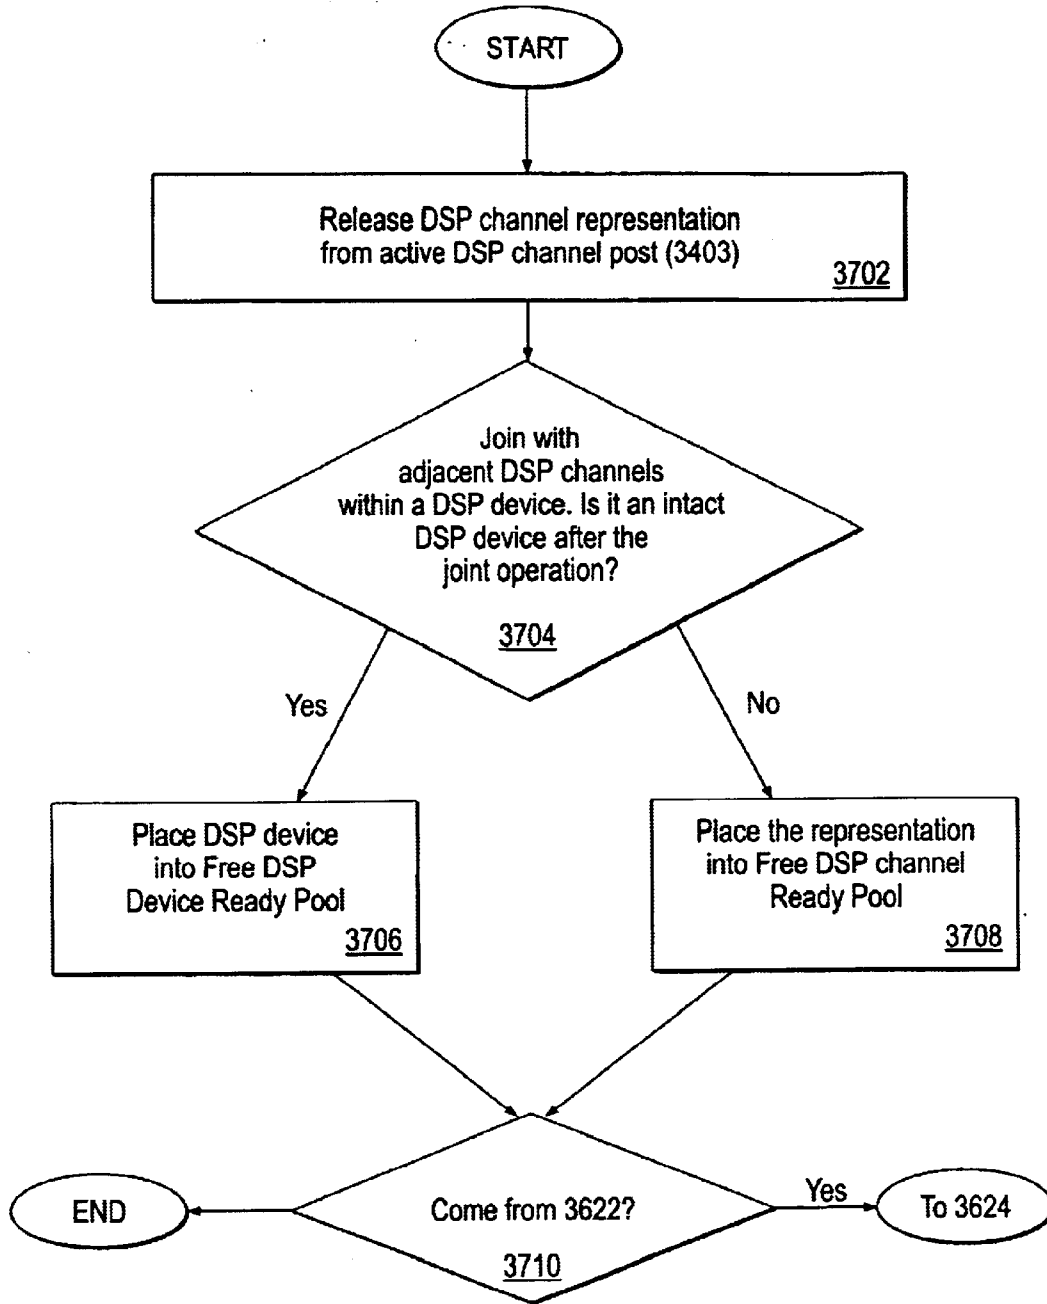 START
Release DSP channel representation
from active DSP channel post (3403)
3702
Join with
adjacent DSP channels
within a DSP device. Is it an intact
DSP device after the
joint operation?
3704
Yes
No
Place DSP device
into Free DSP
Device Ready Pool
3706
Place the representation
into Free DSP channel
Ready Pool
3708
END
Come from 3622?
3710
Yes
To 3624